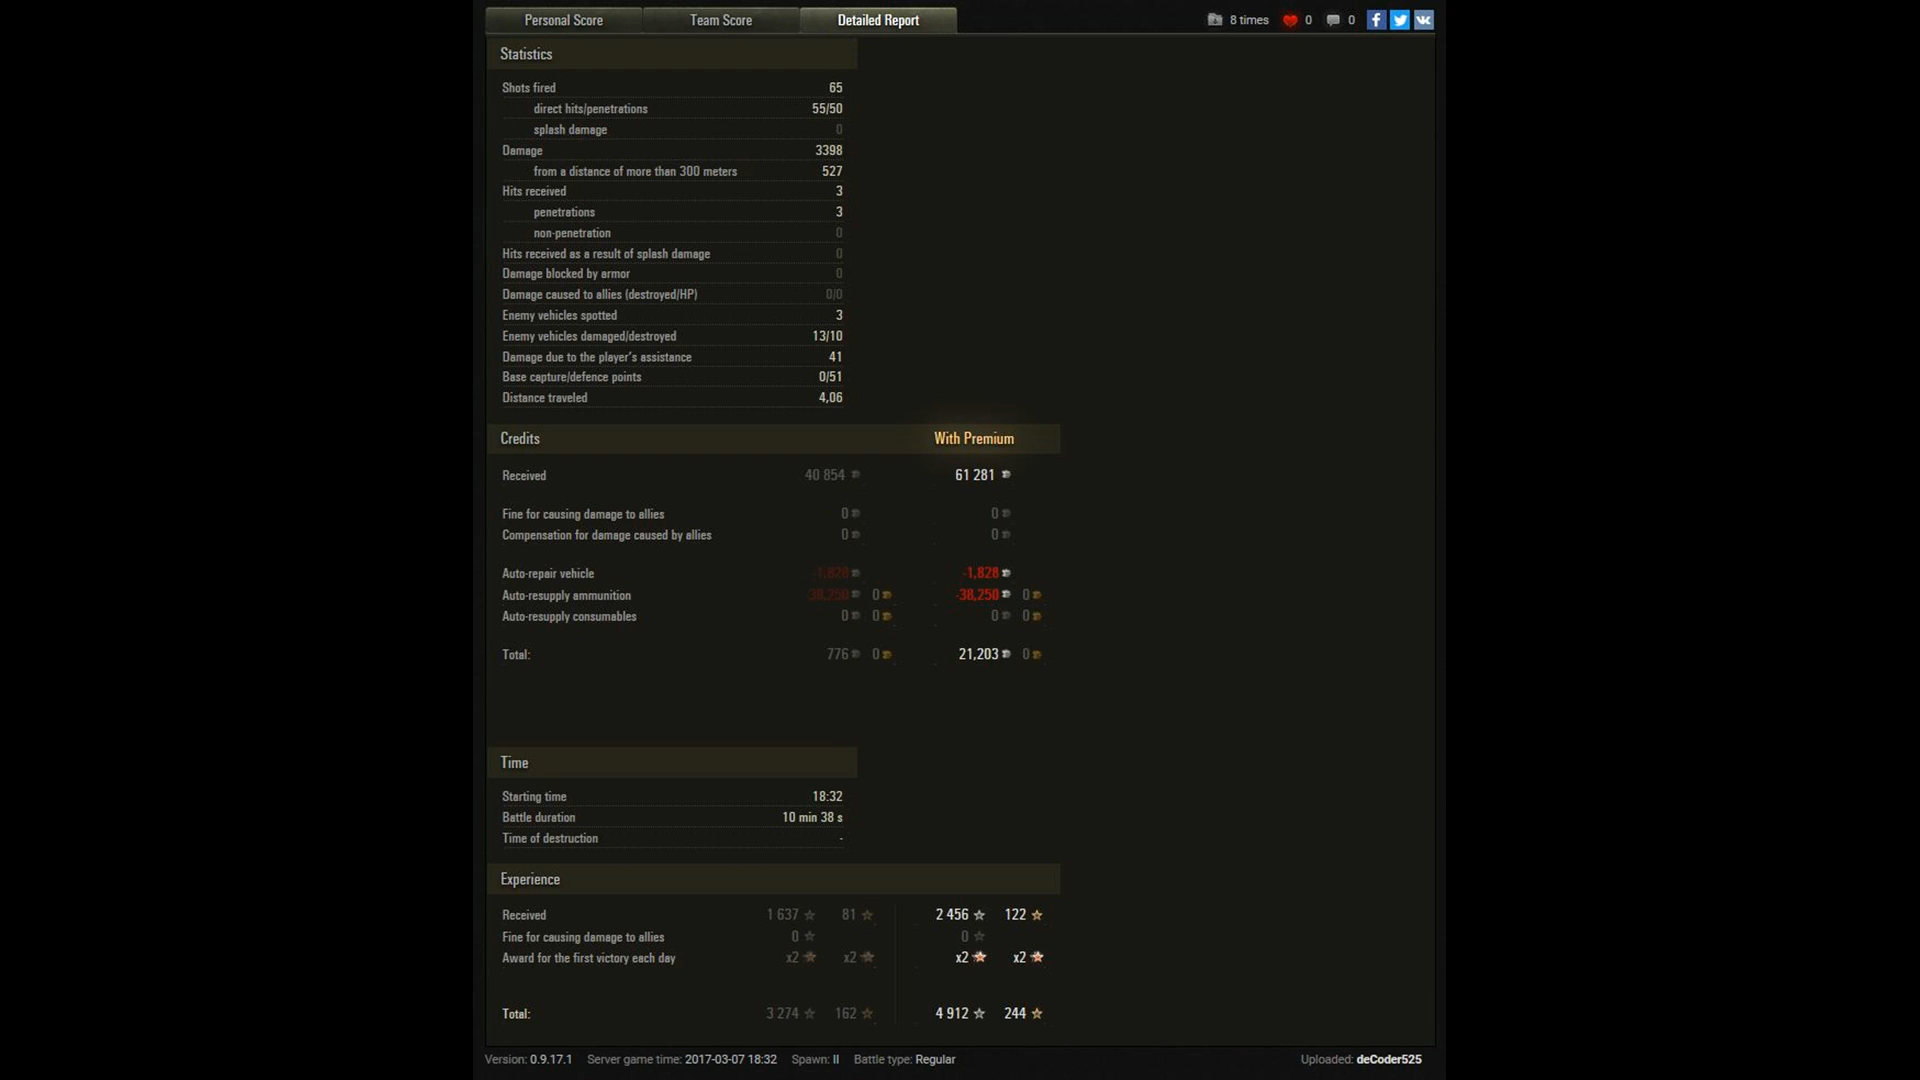 Personal Score Team Score Detailed Report 8 times 0 0
Statistics
Shots fired 65
direct hits/penetrations 55/50
splash damage 0
Damage 3398
from a distance of more than 300 meters 527
Hits received 3
penetrations 3
non-penetration 0
Hits received as a result of splash damage 0
Damage blocked by armor 0
Damage caused to allies (destroyed/HP) 0/0
Enemy vehicles spotted 3
Enemy vehicles damaged/destroyed 13/10
Damage due to the player's assistance 41
Base capture/defence points 0/51
Distance traveled 4,06
Credits With Premium
Received 40 854 61 281
Fine for causing damage to allies 0 0
Compensation for damage caused by allies 0 0
Auto-repair vehicle -1,828 -1,828
Auto-resupply ammunition -38,250 0 -38,250 0
Auto-resupply consumables 0 0 0 0
Total: 776 0 21,203 0
Time
Starting time 18:32
Battle duration 10 min 38 s
Time of destruction -
Experience
Received 1 637 81 2 456 122
Fine for causing damage to allies 0 0
Award for the first victory each day x2 x2 x2 x2
Total: 3 274 162 4 912 244
Version: 0.9.17.1 Server game time: 2017-03-07 18:32 Spawn: II Battle type: Regular Uploaded: deCoder525